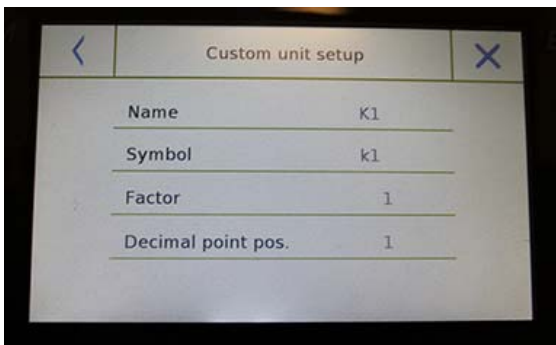 Custom unit setup
Name K1
Symbol k1
Factor 1
Decimal point pos. 1